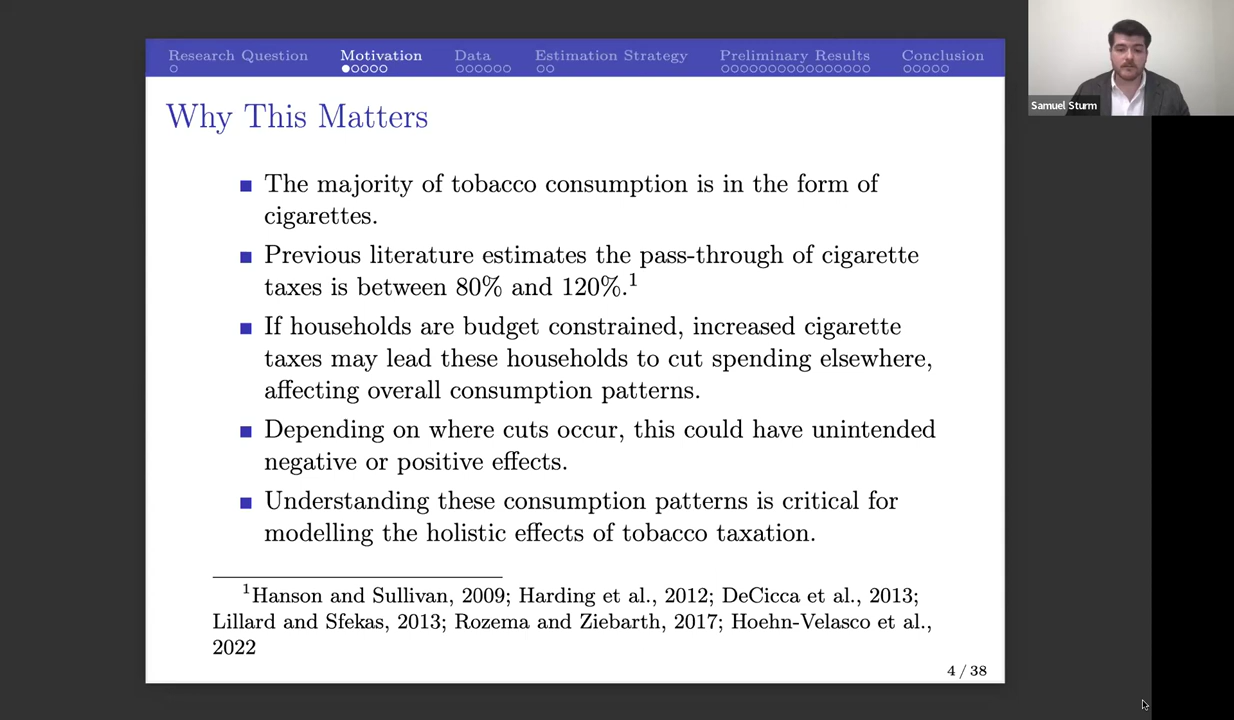 Research Question Motivation Data Estimation Strategy Preliminary Results Conclusion
Samuel Sturm
Why This Matters
The majority of tobacco consumption is in the form of
cigarettes.
Previous literature estimates the pass-through of cigarette
taxes is between 80% and 120%.1
If households are budget constrained, increased cigarette
taxes may lead these households to cut spending elsewhere,
affecting overall consumption patterns.
Depending on where cuts occur, this could have unintended
negative or positive effects.
Understanding these consumption patterns is critical for
modelling the holistic effects of tobacco taxation.
1Hanson and Sullivan, 2009; Harding et al., 2012; DeCicca et al., 2013;
Lillard and Sfekas, 2013; Rozema and Ziebarth, 2017; Hoehn-Velasco et al.,
2022
4 / 38